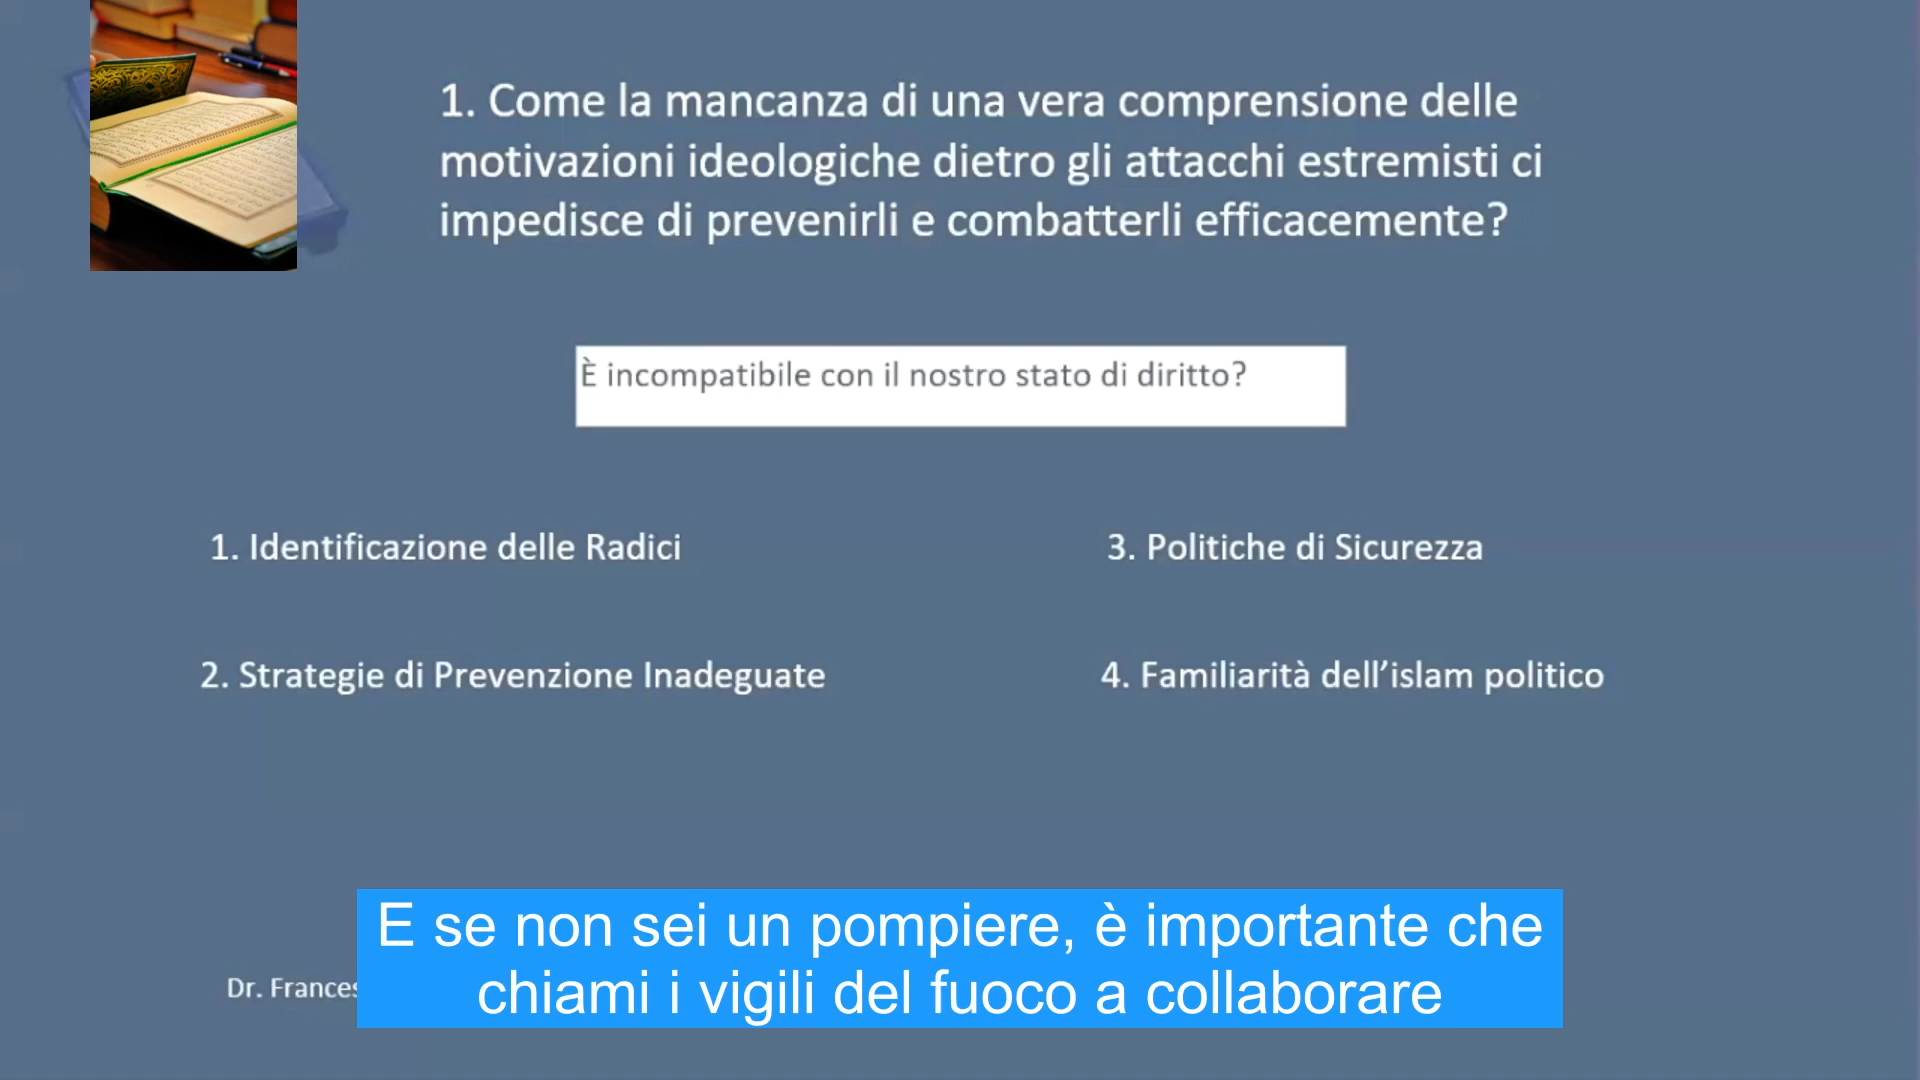 1. Come la mancanza di una vera comprensione delle
motivazioni ideologiche dietro gli attacchi estremisti ci
impedisce di prevenirli e combatterli efficacemente?
È incompatibile con il nostro stato di diritto?
1. Identificazione delle Radici
3. Politiche di Sicurezza
2. Strategie di Prevenzione Inadeguate
4. Familiarità dell'islam politico
E se non sei un pompiere, è importante che
chiami i vigili del fuoco a collaborare
Dr.